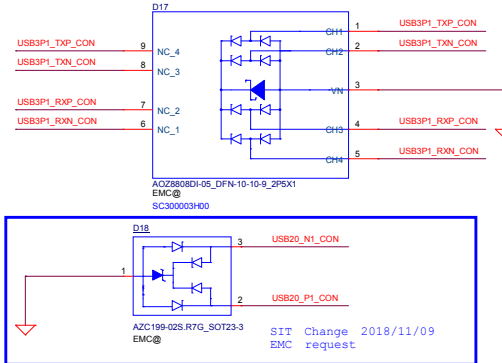 D17
USB3P1_TXP_CON 9 NC_4 CH1 1 USB3P1_TXP_CON
USB3P1_TXN_CON 8 NC_3 CH2 2 USB3P1_TXN_CON
VN 3
USB3P1_RXP_CON 7 NC_2 CH3 4 USB3P1_RXP_CON
USB3P1_RXN_CON 6 NC_1 CH4 5 USB3P1_RXN_CON
AOZ8808DI-05_DFN-10-10-9_2P5X1
EMC@
SC300003H00
D18
3 USB20_N1_CON
1
2 USB20_P1_CON
AZC199-02S.R7G_SOT23-3
EMC@
SIT Change 2018/11/09
EMC request